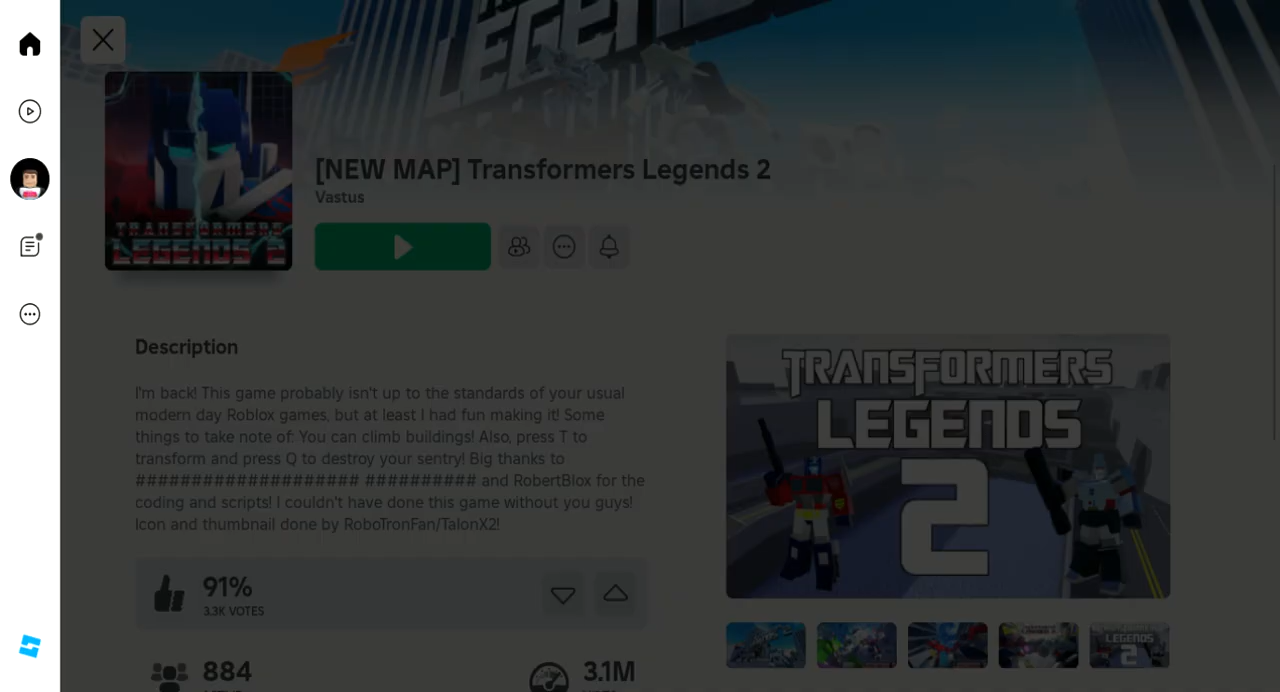 LEGENDS
TRANSFORMERS
LEGENDS 2
[NEW MAP] Transformers Legends 2
Vastus
Description
I'm back! This game probably isn't up to the standards of your usual
modern day Roblox games, but at least I had fun making it! Some
things to take note of: You can climb buildings! Also, press T to
transform and press Q to destroy your sentry! Big thanks to
#################### ########## and RobertBlox for the
coding and scripts! I couldn't have done this game without you guys!
Icon and thumbnail done by RoboTronFan/TalonX2!
91%
3.3K VOTES
884
3.1M
TRANSFORMERS
LEGENDS
2
LEGENDS
2